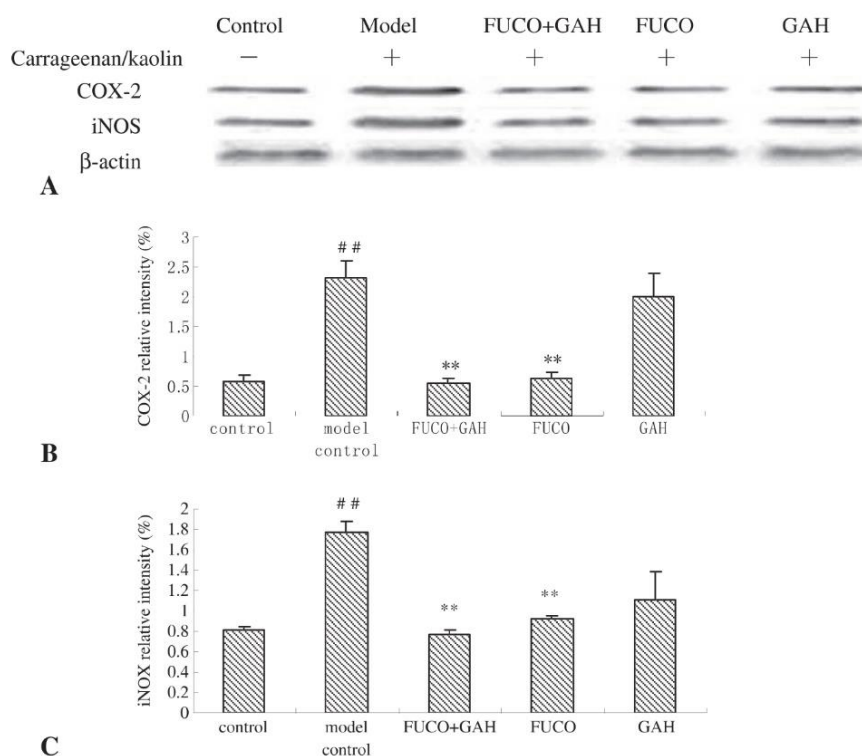 Control Model FUCO+GAH FUCO GAH
Carrageenan/kaolin − + + + +
COX-2
iNOS
β-actin
A
COX-2 relative intensity (%)
3
2.5
2
1.5
1
0.5
0
##
**
**
control model control FUCO+GAH FUCO GAH
B
iNOX relative intensity (%)
2
1.8
1.6
1.4
1.2
1
0.8
0.6
0.4
0.2
0
##
**
**
control model control FUCO+GAH FUCO GAH
C